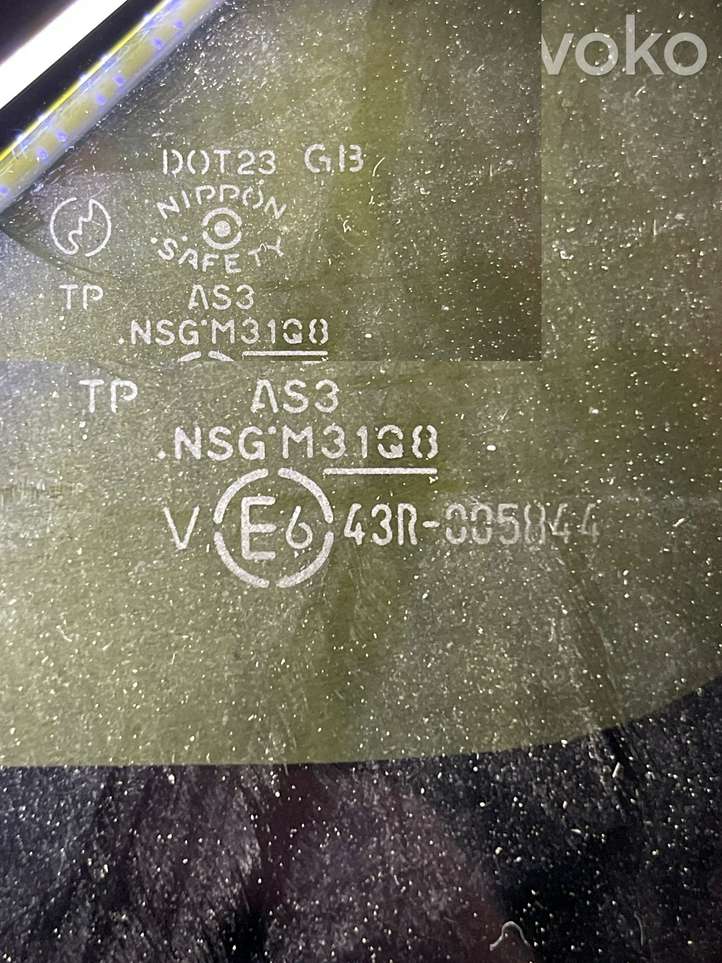 voko
DOT23 GB
NIPPON
SAFETY
TP AS3
.NSG M31G8
TP AS3
.NSG M31G8
V E6 43R-005844